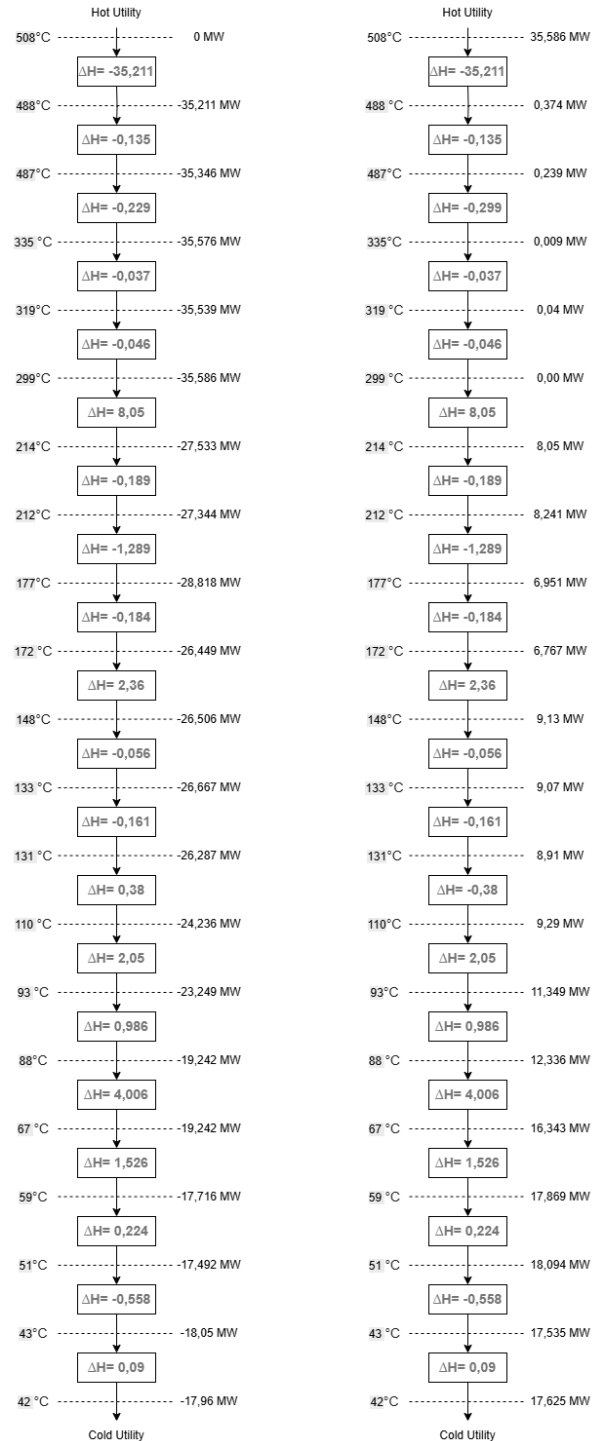 Hot Utility
508°C 0 MW
ΔH= -35,211
488°C -35,211 MW
ΔH= -0,135
487°C -35,346 MW
ΔH= -0,229
335 °C -35,576 MW
ΔH= -0,037
319°C -35,539 MW
ΔH= -0,046
299°C -35,586 MW
ΔH= 8,05
214°C -27,533 MW
ΔH= -0,189
212°C -27,344 MW
ΔH= -1,289
177°C -28,818 MW
ΔH= -0,184
172 °C -26,449 MW
ΔH= 2,36
148°C -26,506 MW
ΔH= -0,056
133 °C -26,667 MW
ΔH= -0,161
131 °C -26,287 MW
ΔH= 0,38
110 °C -24,236 MW
ΔH= 2,05
93 °C -23,249 MW
ΔH= 0,986
88°C -19,242 MW
ΔH= 4,006
67 °C -19,242 MW
ΔH= 1,526
59°C -17,716 MW
ΔH= 0,224
51°C -17,492 MW
ΔH= -0,558
43°C -18,05 MW
ΔH= 0,09
42 °C -17,96 MW
Cold Utility
Hot Utility
508°C 35,586 MW
ΔH= -35,211
488 °C 0,374 MW
ΔH= -0,135
487°C 0,239 MW
ΔH= -0,299
335°C 0,009 MW
ΔH= -0,037
319 °C 0,04 MW
ΔH= -0,046
299°C 0,00 MW
ΔH= 8,05
214 °C 8,05 MW
ΔH= -0,189
212°C 8,241 MW
ΔH= -1,289
177°C 6,951 MW
ΔH= -0,184
172 °C 6,767 MW
ΔH= 2,36
148°C 9,13 MW
ΔH= -0,056
133 °C 9,07 MW
ΔH= -0,161
131°C 8,91 MW
ΔH= -0,38
110°C 9,29 MW
ΔH= 2,05
93°C 11,349 MW
ΔH= 0,986
88 °C 12,336 MW
ΔH= 4,006
67 °C 16,343 MW
ΔH= 1,526
59 °C 17,869 MW
ΔH= 0,224
51 °C 18,094 MW
ΔH= -0,558
43 °C 17,535 MW
ΔH= 0,09
42°C 17,625 MW
Cold Utility